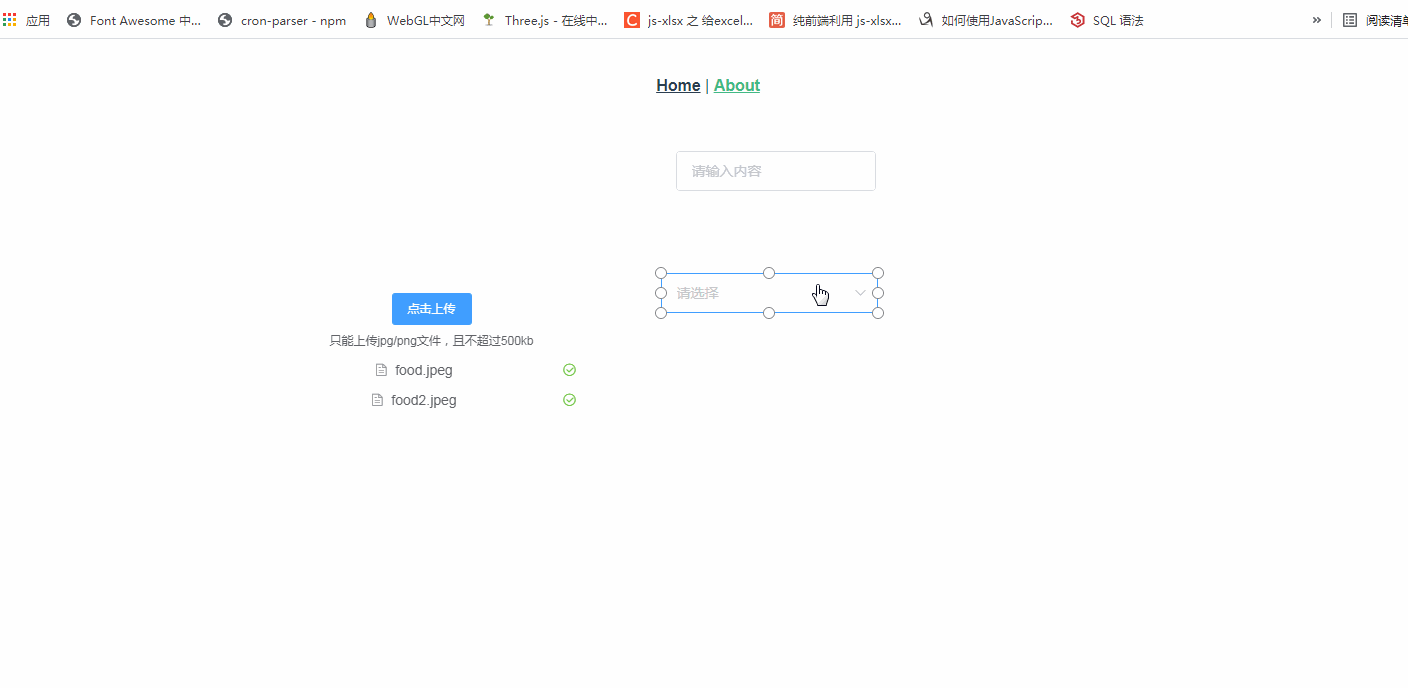 应用 Font Awesome 中... cron-parser - npm WebGL中文网 Three.js - 在线中... C js-xlsx 之 给excel... 简 纯前端利用 js-xlsx... 如何使用JavaScrip... SQL 语法 » 阅读清单
Home | About
请输入内容
请选择
点击上传
只能上传jpg/png文件，且不超过500kb
food.jpeg
food2.jpeg